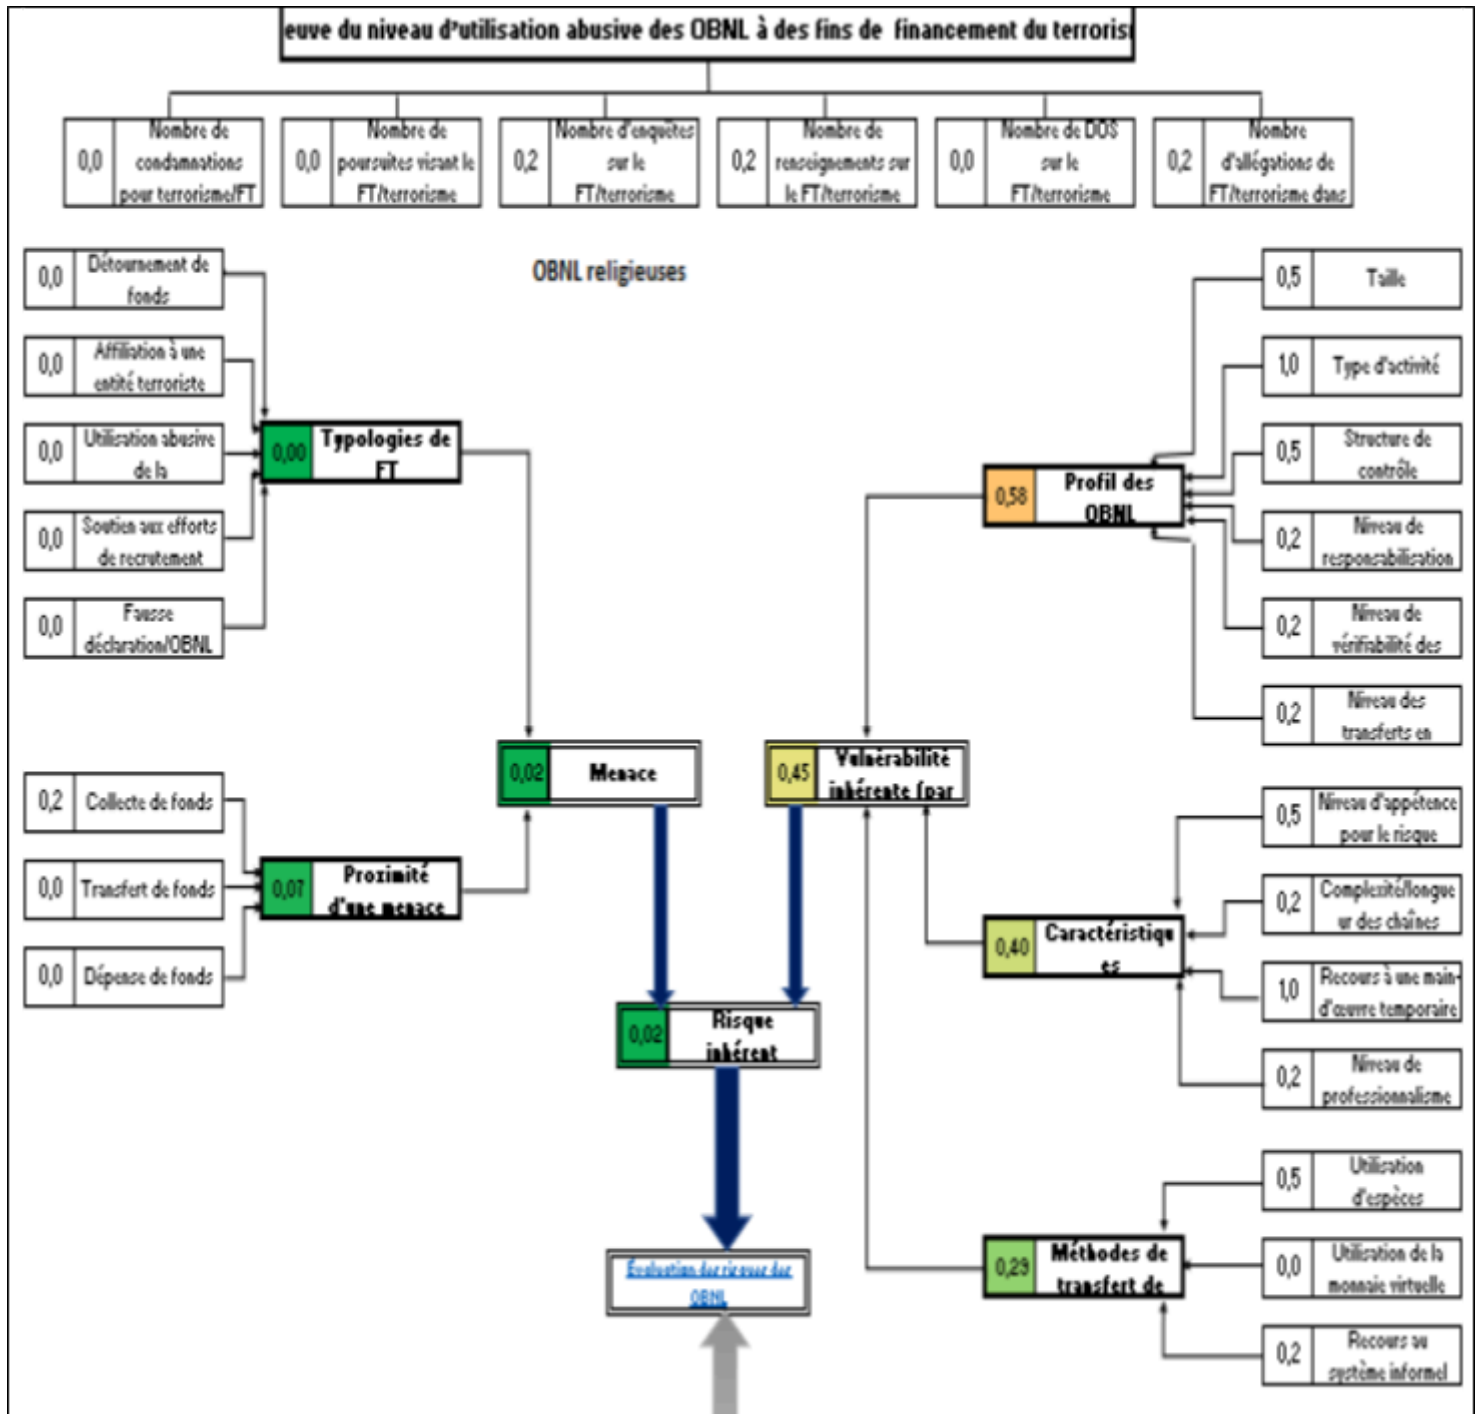 euve du niveau d'utilisation abusive des OBNL à des fins de financement du terroris
0,0
Nombre de
condamnations
pour terrorisme/FT
0,0
Nombre de
poursuites visant le
FT/terrorisme
0,2
Nombre d'enquêtes
sur le
FT/terrorisme
0,2
Nombre de
renseignements sur
le FT/terrorisme
0,0
Nombre de DOS
sur le
FT/terrorisme
0,2
Nombre
d'allégations de
FT/terrorisme dans
OBNL religieuses
0,0
Détournement de
fonds
0,0
Affiliation à une
entité terroriste
0,0
Utilisation abusive
de la
0,0
Soutien aux efforts
de recrutement
0,0
Fausse
déclaration/OBNL
0,00
Typologies de
FT
0,2
Collecte de fonds
0,0
Transfert de fonds
0,0
Dépense de fonds
0,07
Proximité
d'une menace
0,02
Menace
0,45
Vulnérabilité
inhérente (par
0,02
Risque
inhérent
Évaluation des risques des
OBNL
0,58
Profil des
OBNL
0,5
Taille
1,0
Type d'activité
0,5
Structure de
contrôle
0,2
Niveau de
responsabilisation
0,2
Niveau de
vérifiabilité des
0,2
Niveau des
transferts en
0,40
Caractéristiqu
es
0,5
Niveau d'appétence
pour le risque
0,2
Complexité/longue
ur des chaînes
1,0
Recours à une main-
d'œuvre temporaire
0,2
Niveau de
professionnalisme
0,29
Méthodes de
transfert de
0,5
Utilisation
d'espèces
0,0
Utilisation de la
monnaie virtuelle
0,2
Recours au
système informel